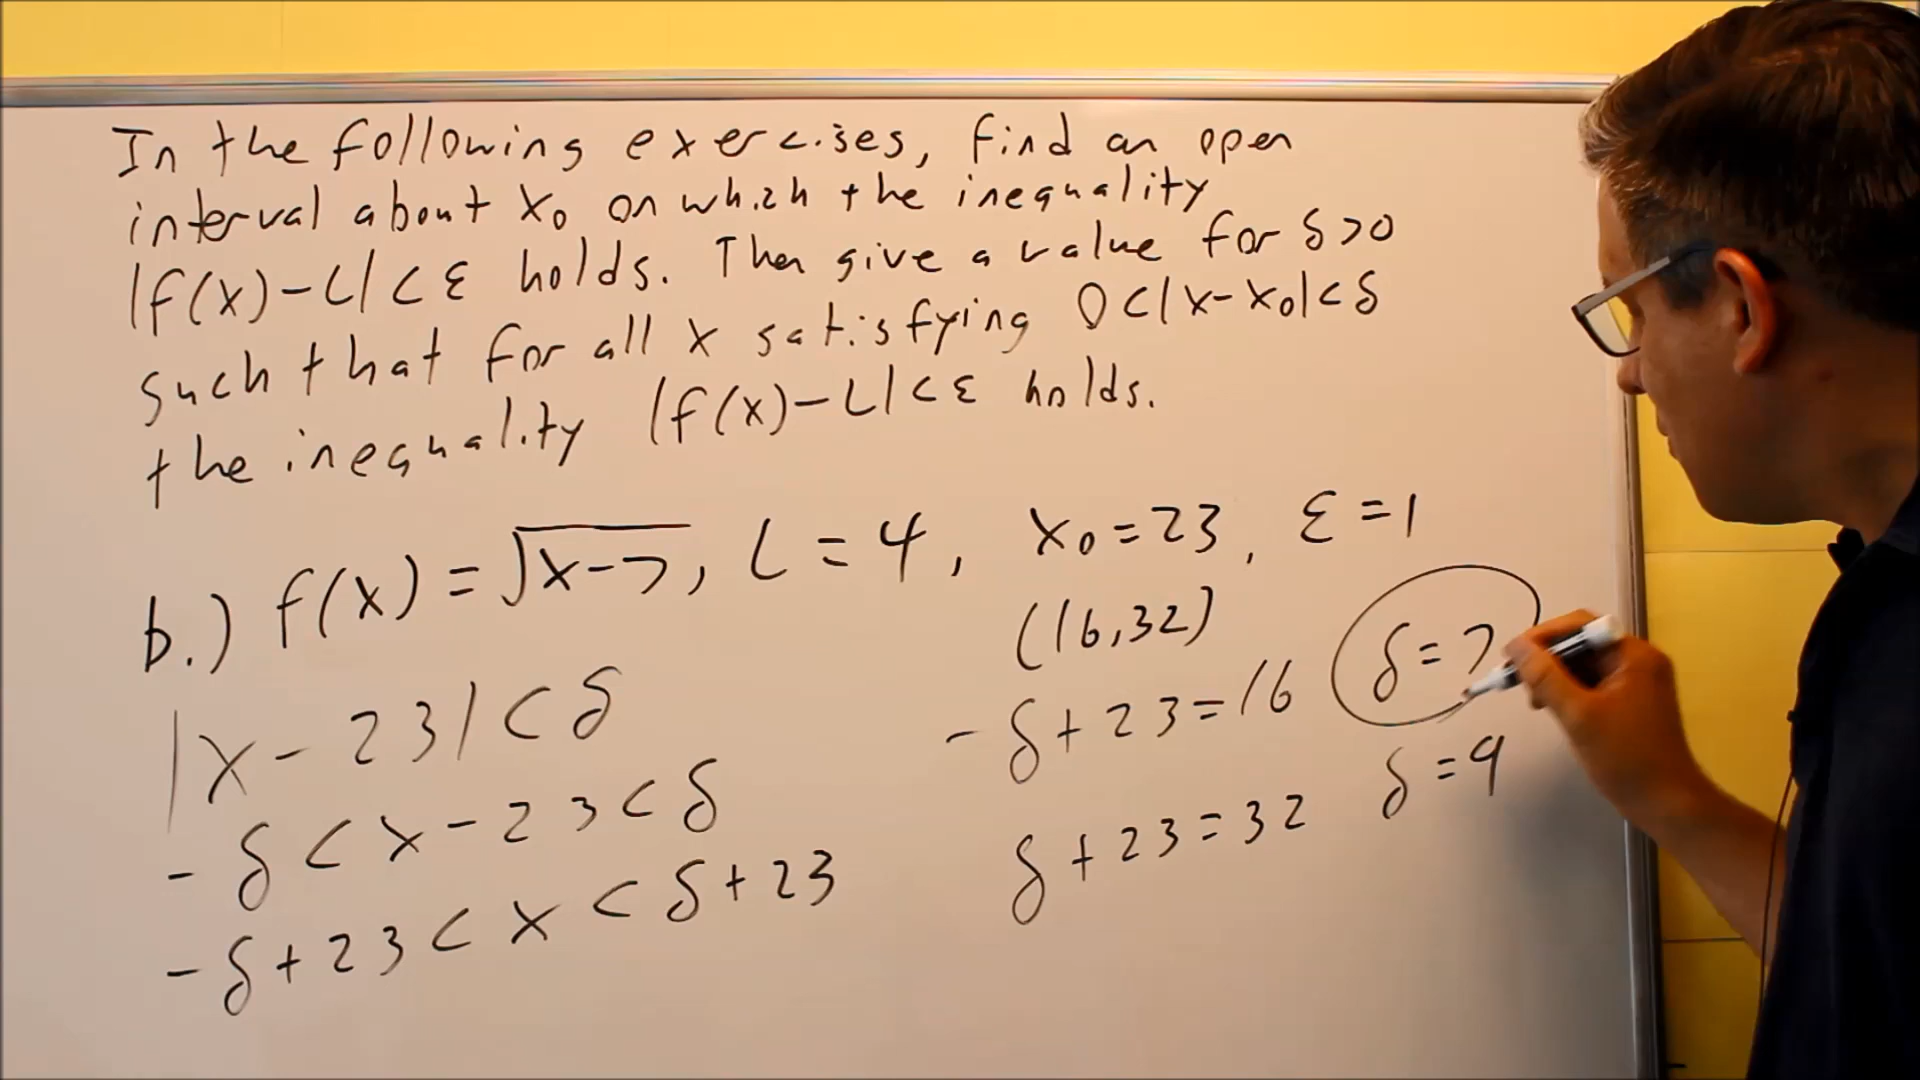 In the following exercises, find an open
interval about x₀ on which the inequality
|f(x)-L|<ε holds. Then give a value for δ>0
such that for all x satisfying 0<|x-x₀|<δ
the inequality |f(x)-L|<ε holds.
b.) f(x)=√(x-7), L=4, x₀=23, ε=1
(16,32)
|x-23|<δ
-δ<x-23<δ
-δ+23<x<δ+23
-δ+23=16 δ=7
δ+23=32 δ=9